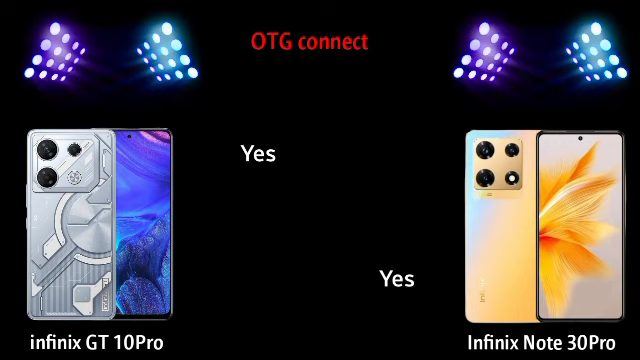 OTG connect
Yes
Yes
infinix GT 10Pro
Infinix Note 30Pro